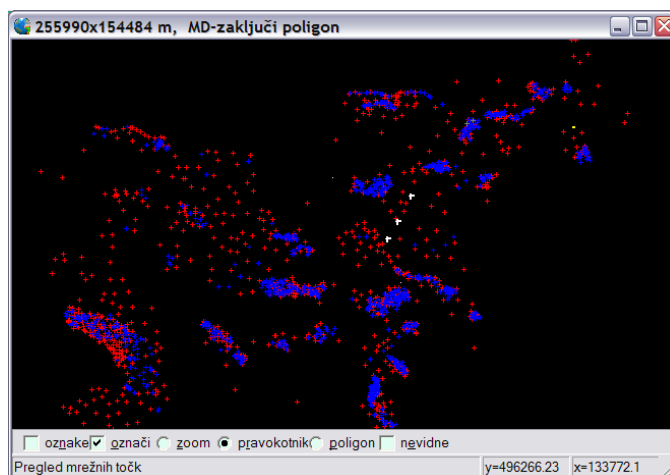 255990x154484 m, MD-zaključi poligon
oznake označi zoom pravokotnik poligon nevidne
Pregled mrežnih točk y=496266.23 x=133772.1